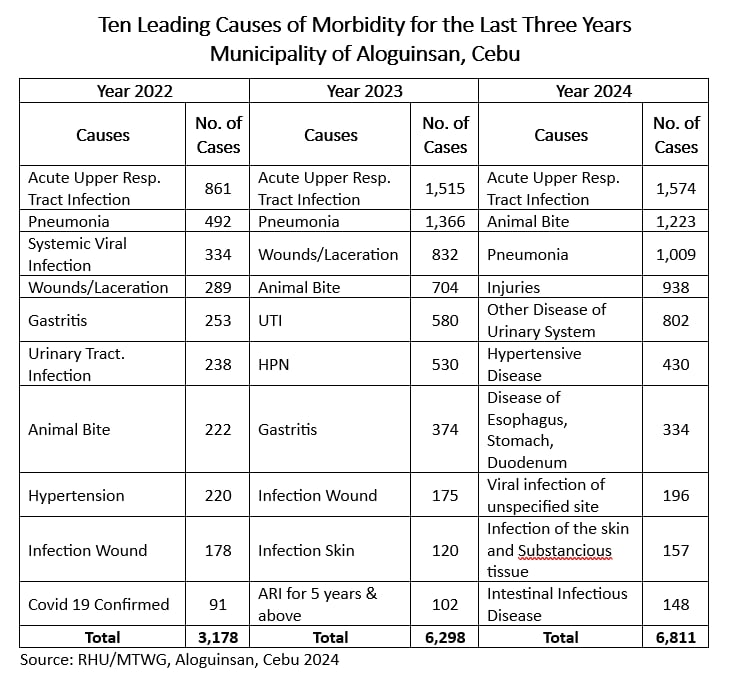 Ten Leading Causes of Morbidity for the Last Three Years
Municipality of Aloguinsan, Cebu
Year 2022 Year 2023 Year 2024
Causes No. of Cases Causes No. of Cases Causes No. of Cases
Acute Upper Resp. Tract Infection 861 Acute Upper Resp. Tract Infection 1,515 Acute Upper Resp. Tract Infection 1,574
Pneumonia 492 Pneumonia 1,366 Animal Bite 1,223
Systemic Viral Infection 334 Wounds/Laceration 832 Pneumonia 1,009
Wounds/Laceration 289 Animal Bite 704 Injuries 938
Gastritis 253 UTI 580 Other Disease of Urinary System 802
Urinary Tract. Infection 238 HPN 530 Hypertensive Disease 430
Animal Bite 222 Gastritis 374 Disease of Esophagus, Stomach, Duodenum 334
Hypertension 220 Infection Wound 175 Viral infection of unspecified site 196
Infection Wound 178 Infection Skin 120 Infection of the skin and Substancious tissue 157
Covid 19 Confirmed 91 ARI for 5 years & above 102 Intestinal Infectious Disease 148
Total 3,178 Total 6,298 Total 6,811
Source: RHU/MTWG, Aloguinsan, Cebu 2024